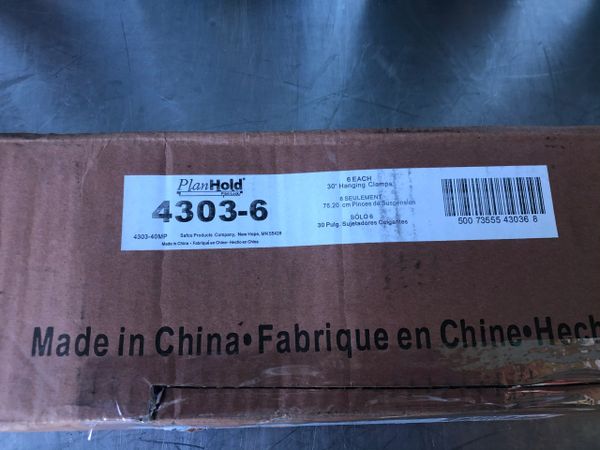 PlanHold®
4303-6
4303-40MP
Safco Products Company, New Hope, MN 55428
Made in China • Fabriqué en China • Hecho en China
6 EACH
30" Hanging Clamps
6 SEULEMENT
76.20 cm Pinces de Suspension
SÓLO 6
30 Pulg. Sujetadores Colgantes
500 73555 43036 8
Made in China•Fabrique en Chine•Hech